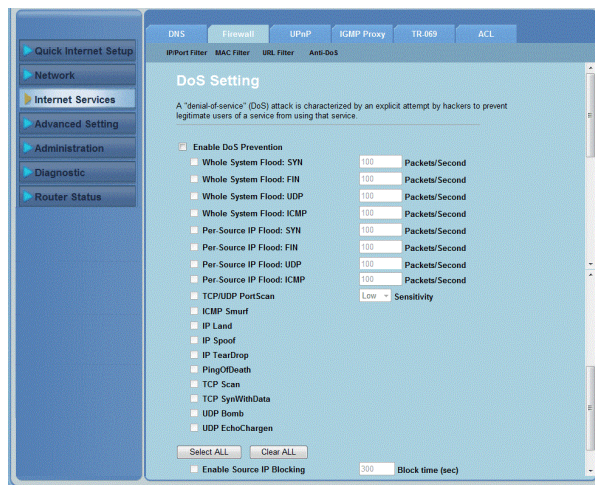 DNS Firewall UPnP IGMP Proxy TR-069 ACL
IP/Port Filter MAC Filter URL Filter Anti-DoS
Quick Internet Setup
Network
Internet Services
Advanced Setting
Administration
Diagnostic
Router Status
DoS Setting
A "denial-of-service" (DoS) attack is characterized by an explicit attempt by hackers to prevent
legitimate users of a service from using that service.
Enable DoS Prevention
Whole System Flood: SYN 100 Packets/Second
Whole System Flood: FIN 100 Packets/Second
Whole System Flood: UDP 100 Packets/Second
Whole System Flood: ICMP 100 Packets/Second
Per-Source IP Flood: SYN 100 Packets/Second
Per-Source IP Flood: FIN 100 Packets/Second
Per-Source IP Flood: UDP 100 Packets/Second
Per-Source IP Flood: ICMP 100 Packets/Second
TCP/UDP PortScan Low Sensitivity
ICMP Smurf
IP Land
IP Spoof
IP TearDrop
PingOfDeath
TCP Scan
TCP SynWithData
UDP Bomb
UDP EchoChargen
Select ALL Clear ALL
Enable Source IP Blocking 300 Block time (sec)